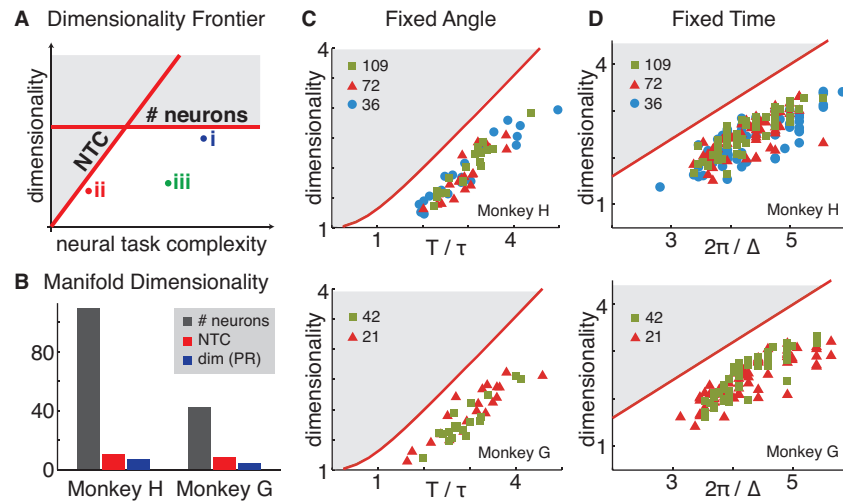 A Dimensionality Frontier
dimensionality
NTC
# neurons
i
ii
iii
neural task complexity
B Manifold Dimensionality
80
40
0
# neurons
NTC
dim (PR)
Monkey H Monkey G
C Fixed Angle
4
109
72
36
dimensionality
Monkey H
1
1 4
T / τ
4
42
21
dimensionality
Monkey G
1
1 4
T / τ
D Fixed Time
4
109
72
36
dimensionality
Monkey H
1
3 5
2π / Δ
4
42
21
dimensionality
Monkey G
1
3 5
2π / Δ